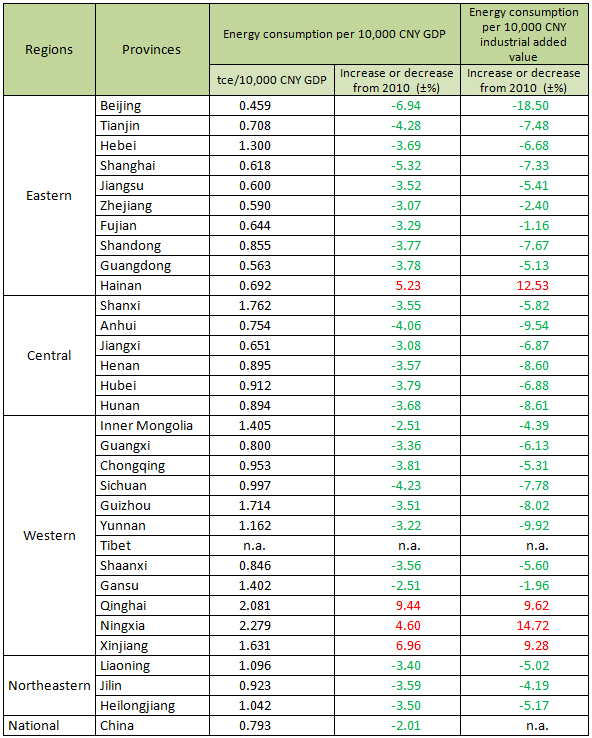 Regions Provinces Energy consumption per 10,000 CNY GDP Energy consumption
per 10,000 CNY
industrial added
value
tce/10,000 CNY GDP Increase or decrease
from 2010 (±%) Increase or decrease
from 2010 (±%)
Eastern
Beijing 0.459 -6.94 -18.50
Tianjin 0.708 -4.28 -7.48
Hebei 1.300 -3.69 -6.68
Shanghai 0.618 -5.32 -7.33
Jiangsu 0.600 -3.52 -5.41
Zhejiang 0.590 -3.07 -2.40
Fujian 0.644 -3.29 -1.16
Shandong 0.855 -3.77 -7.67
Guangdong 0.563 -3.78 -5.13
Hainan 0.692 5.23 12.53
Central
Shanxi 1.762 -3.55 -5.82
Anhui 0.754 -4.06 -9.54
Jiangxi 0.651 -3.08 -6.87
Henan 0.895 -3.57 -8.60
Hubei 0.912 -3.79 -6.88
Hunan 0.894 -3.68 -8.61
Western
Inner Mongolia 1.405 -2.51 -4.39
Guangxi 0.800 -3.36 -6.13
Chongqing 0.953 -3.81 -5.31
Sichuan 0.997 -4.23 -7.78
Guizhou 1.714 -3.51 -8.02
Yunnan 1.162 -3.22 -9.92
Tibet n.a. n.a. n.a.
Shaanxi 0.846 -3.56 -5.60
Gansu 1.402 -2.51 -1.96
Qinghai 2.081 9.44 9.62
Ningxia 2.279 4.60 14.72
Xinjiang 1.631 6.96 9.28
Northeastern
Liaoning 1.096 -3.40 -5.02
Jilin 0.923 -3.59 -4.19
Heilongjiang 1.042 -3.50 -5.17
National China 0.793 -2.01 n.a.